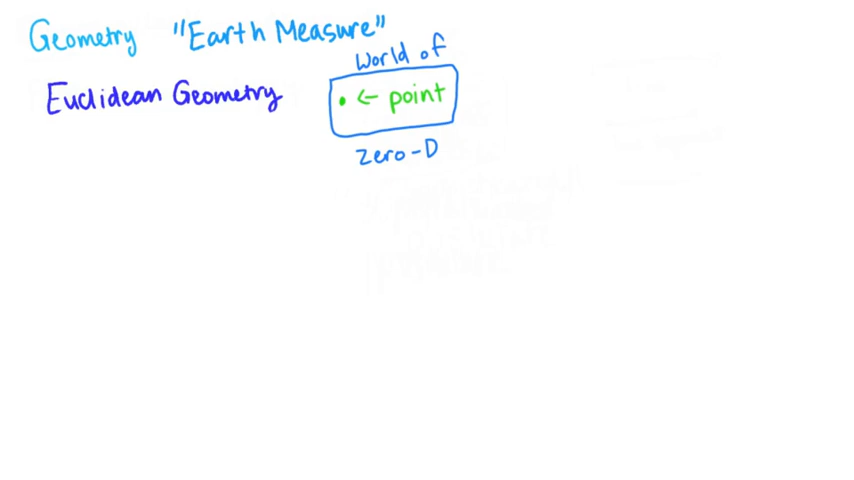 Geometry "Earth Measure"
World of
Euclidean Geometry
• ← point
Zero-D